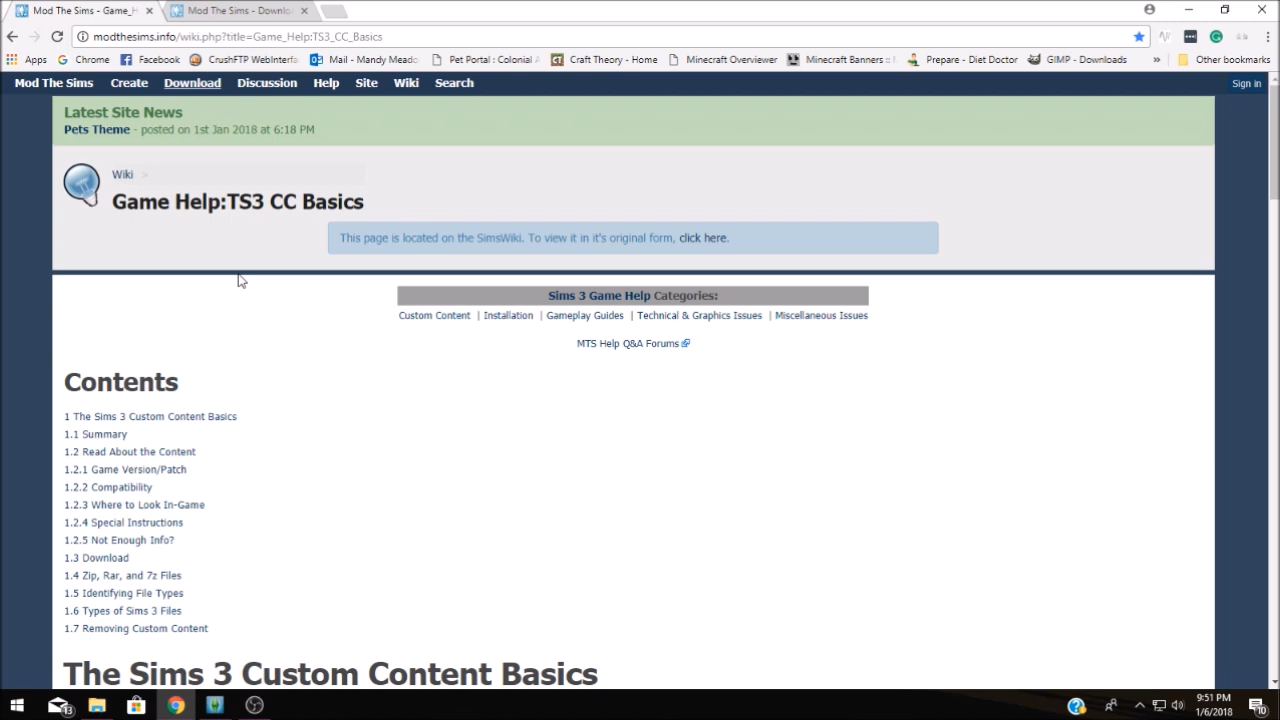 Mod The Sims - Game_H
Mod The Sims - Downlo
modthesims.info/wiki.php?title=Game_Help:TS3_CC_Basics
Apps Chrome Facebook CrushFTP WebInterfa Mail - Mandy Meado Pet Point : Colonial A Craft Theory - Home Minecraft Overviewer Minecraft Banners :: Prepare - Diet Doctor GIMP - Downloads » Other bookmarks
Mod The Sims Create Download Discussion Help Site Wiki Search Sign in
Latest Site News
Pets Theme - posted on 1st Jan 2018 at 6:18 PM
Wiki >
Game Help:TS3 CC Basics
This page is located on the SimsWiki. To view it in it's original form, click here.
Sims 3 Game Help Categories:
Custom Content | Installation | Gameplay Guides | Technical & Graphics Issues | Miscellaneous Issues
MTS Help Q&A Forums
Contents
1 The Sims 3 Custom Content Basics
1.1 Summary
1.2 Read About the Content
1.2.1 Game Version/Patch
1.2.2 Compatibility
1.2.3 Where to Look In-Game
1.2.4 Special Instructions
1.2.5 Not Enough Info?
1.3 Download
1.4 Zip, Rar, and 7z Files
1.5 Identifying File Types
1.6 Types of Sims 3 Files
1.7 Removing Custom Content
The Sims 3 Custom Content Basics
13
9:51 PM
1/6/2018
10